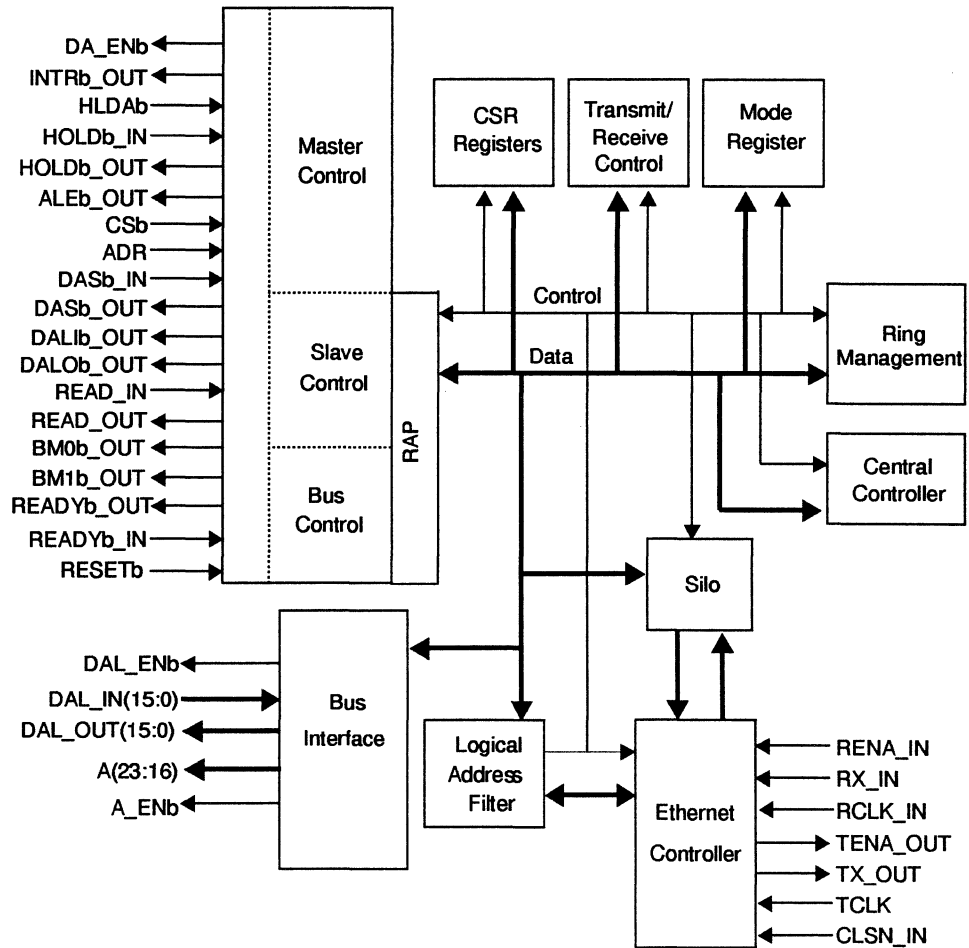 DA_ENb
INTRb_OUT
HLDAb
HOLDb_IN
HOLDb_OUT
ALEb_OUT
CSb
ADR
DASb_IN
DASb_OUT
DALIb_OUT
DALOb_OUT
READ_IN
READ_OUT
BM0b_OUT
BM1b_OUT
READYb_OUT
READYb_IN
RESETb
Master
Control
Slave
Control
Bus
Control
RAP
CSR
Registers
Transmit/
Receive
Control
Mode
Register
Control
Data
Ring
Management
Central
Controller
Silo
DAL_ENb
DAL_IN(15:0)
DAL_OUT(15:0)
A(23:16)
A_ENb
Bus
Interface
Logical
Address
Filter
Ethernet
Controller
RENA_IN
RX_IN
RCLK_IN
TENA_OUT
TX_OUT
TCLK
CLSN_IN